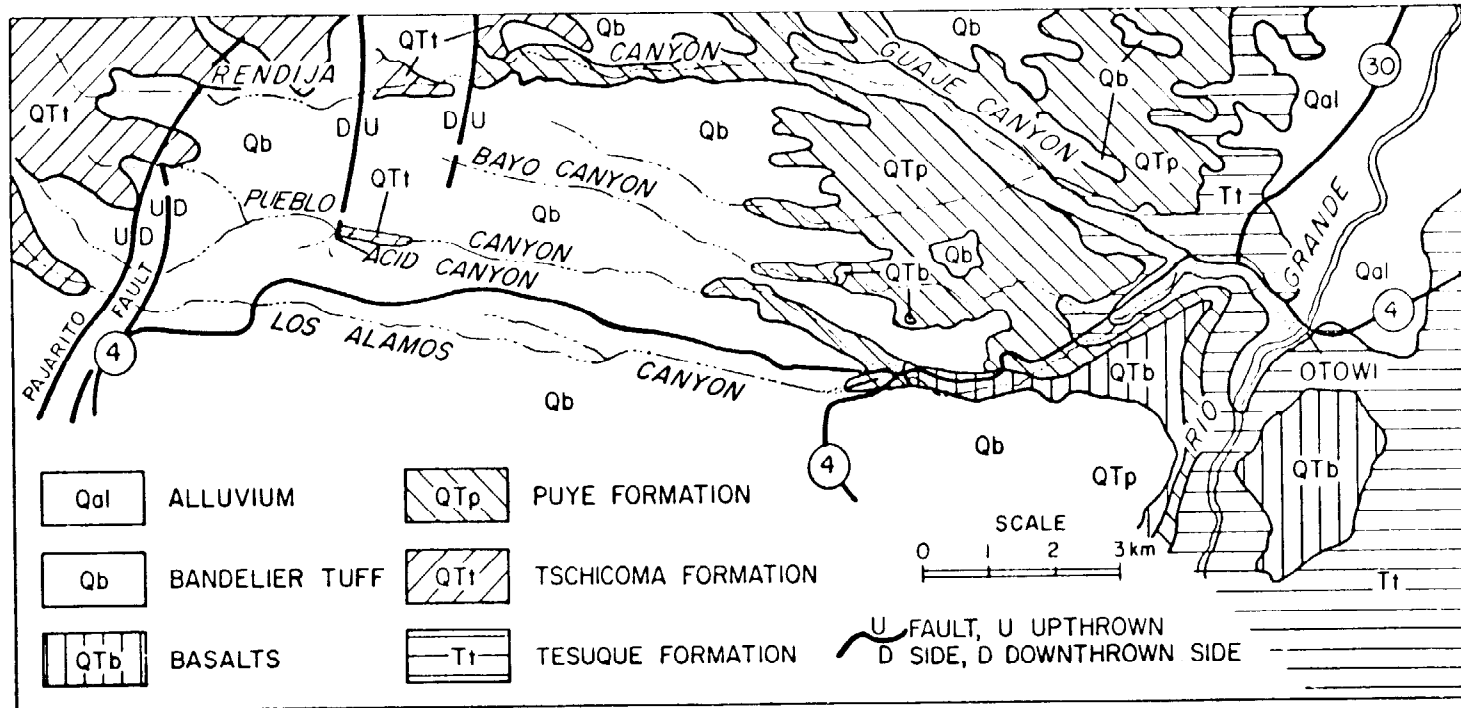 QTt
Qb
CANYON
Qb
QTt
RENDIJA
GUAJE CANYON
Qb
30
Qal
QTt
D U
D U
Qb
Qb
BAYO CANYON
QTp
QTp
QTt
Tt
PUEBLO
U D
U D
Qb
CANYON
ACID CANYON
Qb
QTb
GRANDE
Qal
PAJARITO FAULT
4
LOS ALAMOS
CANYON
4
QTb
OTOWI
RIO
Qb
Qb
4
QTp
QTb
Tt
Qal ALLUVIUM
QTp PUYE FORMATION
SCALE
0 1 2 3 km
Qb BANDELIER TUFF
QTt TSCHICOMA FORMATION
QTb BASALTS
Tt TESUQUE FORMATION
U FAULT, U UPTHROWN
D SIDE, D DOWNTHROWN SIDE